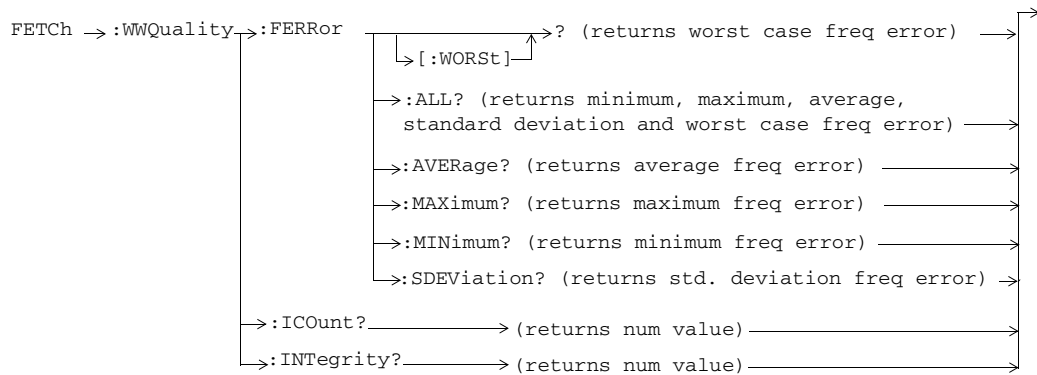 FETCh :WWQuality :FERRor ? (returns worst case freq error)
[:WORSt]
:ALL? (returns minimum, maximum, average,
standard deviation and worst case freq error)
:AVERage? (returns average freq error)
:MAXimum? (returns maximum freq error)
:MINimum? (returns minimum freq error)
:SDEViation? (returns std. deviation freq error)
:ICOunt? (returns num value)
:INTegrity? (returns num value)